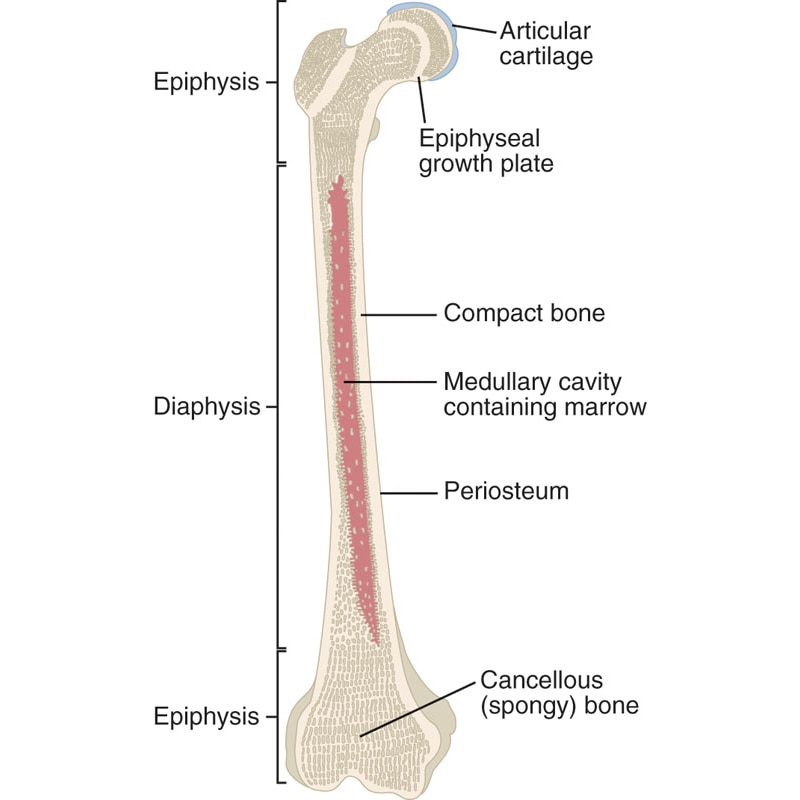 Articular
cartilage
Epiphysis
Epiphyseal
growth plate
Compact bone
Medullary cavity
containing marrow
Diaphysis
Periosteum
Cancellous
(spongy) bone
Epiphysis